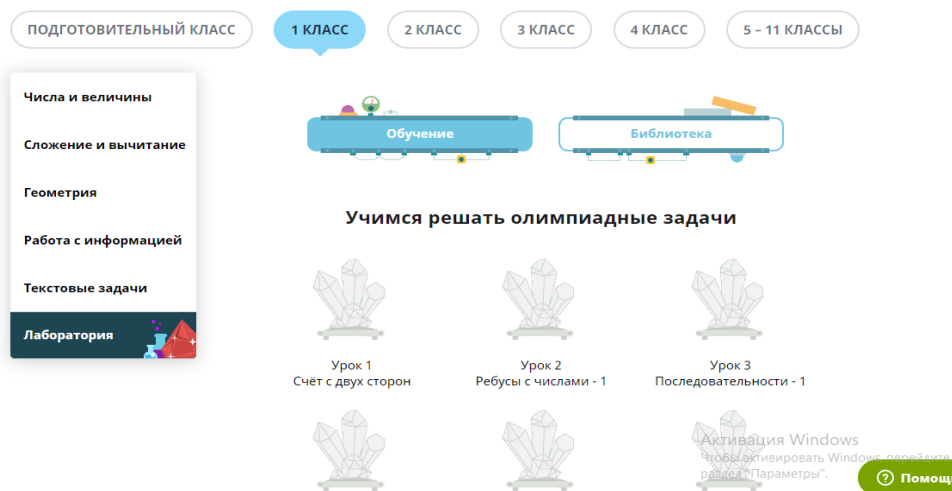 ПОДГОТОВИТЕЛЬНЫЙ КЛАСС
1 КЛАСС
2 КЛАСС
3 КЛАСС
4 КЛАСС
5 – 11 КЛАССЫ
Числа и величины
Сложение и вычитание
Геометрия
Работа с информацией
Текстовые задачи
Лаборатория
Обучение
Библиотека
Учимся решать олимпиадные задачи
Урок 1
Счёт с двух сторон
Урок 2
Ребусы с числами - 1
Урок 3
Последовательности - 1
Активация Windows
Чтобы активировать Windows, перейдите
раздел "Параметры".
Помощь